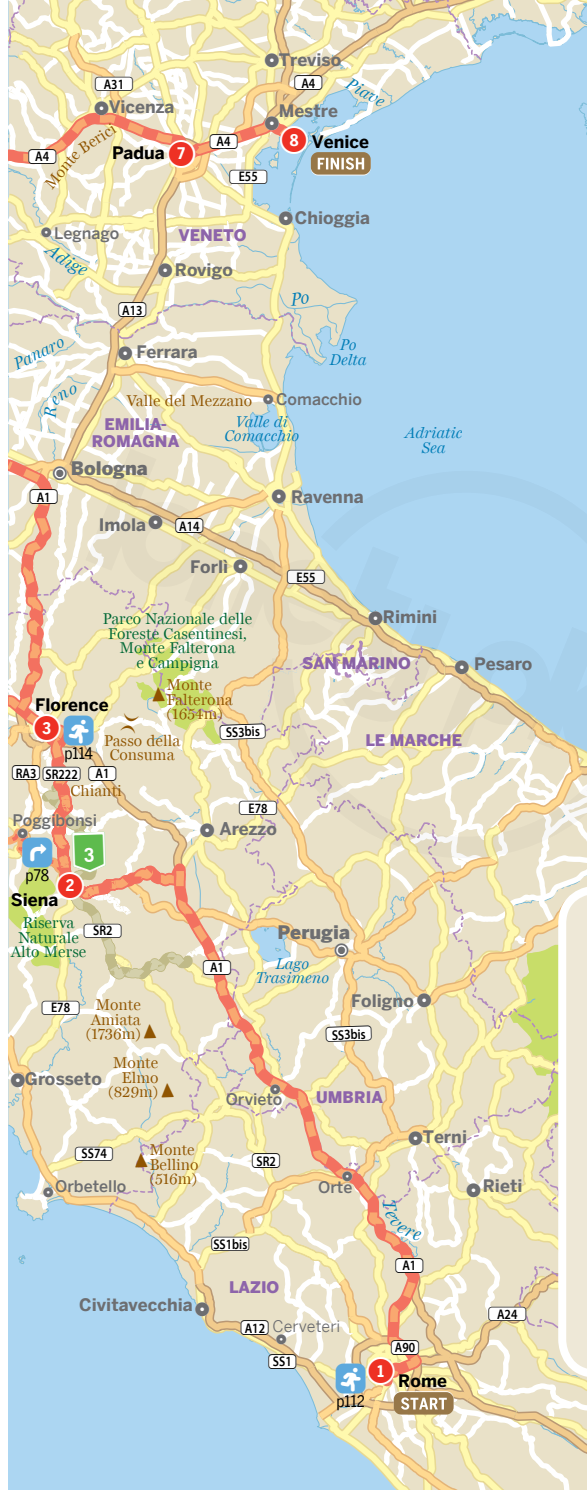 Treviso
A31
A4
Piave
Vicenza
Mestre
Monte Berici
A4
A4
Padua
7
8
Venice
FINISH
E55
Chioggia
Legnago
VENETO
Adige
Rovigo
Po
A13
Panaro
Ferrara
Po
Delta
Reno
Valle del Mezzano
Comacchio
EMILIA-
ROMAGNA
Valle di
Comacchio
Adriatic
Sea
Bologna
A1
Ravenna
Imola
A14
Forlì
E55
Parco Nazionale delle
Foreste Casentinesi,
Monte Falterona
e Campigna
Rimini
SAN MARINO
Pesaro
Monte
Falterona
(1654m)
Florence
3
p114
SS3bis
Passo della
Consuma
LE MARCHE
RA3
SR222
A1
Chianti
E78
Poggibonsi
Arezzo
3
p78
2
Siena
Riserva
Naturale
Alto Merse
SR2
Perugia
A1
Lago
Trasimeno
Foligno
E78
Monte
Amiata
(1736m)
SS3bis
Grosseto
Monte
Elmo
(829m)
Orvieto
UMBRIA
Terni
SS74
Monte
Bellino
(516m)
SR2
Orbetello
Orte
Rieti
Tevere
SS1bis
A1
LAZIO
Civitavecchia
A24
A12
Cerveteri
A90
SS1
1
Rome
p112
START